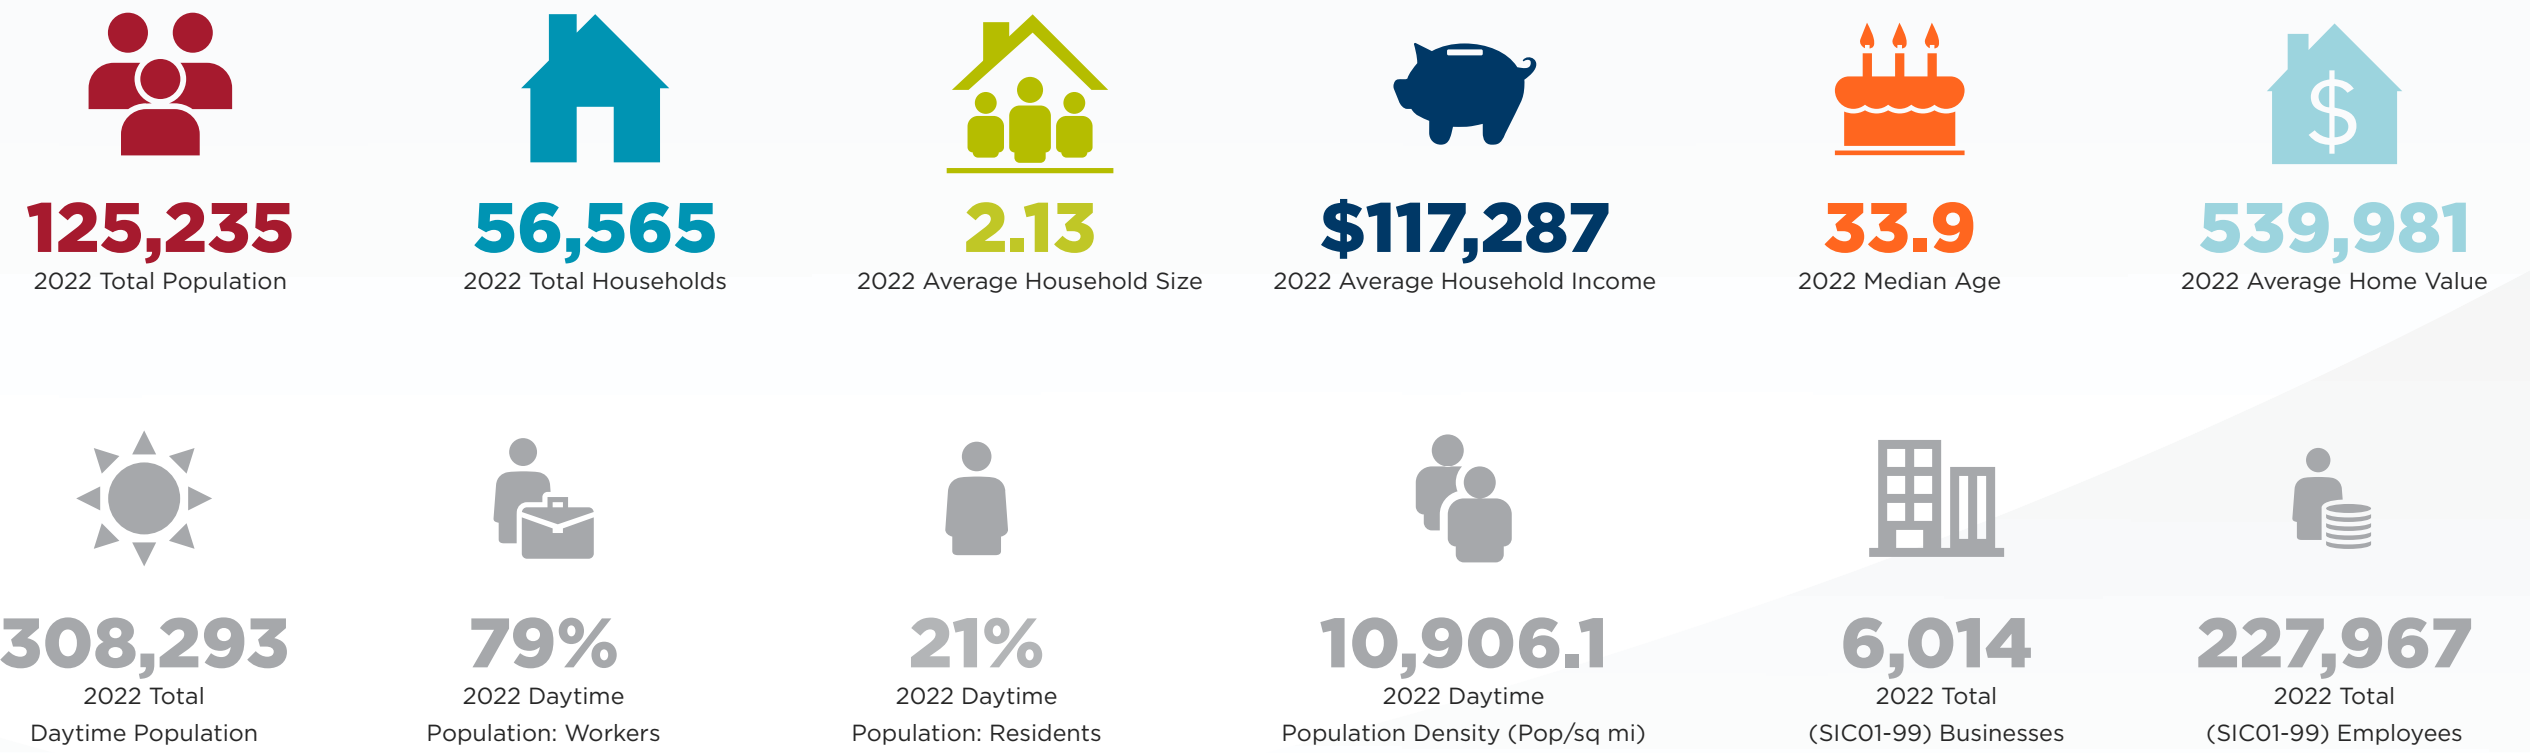 125,235
2022 Total Population
56,565
2022 Total Households
2.13
2022 Average Household Size
$117,287
2022 Average Household Income
33.9
2022 Median Age
$
539,981
2022 Average Home Value
308,293
2022 Total
Daytime Population
79%
2022 Daytime
Population: Workers
21%
2022 Daytime
Population: Residents
10,906.1
2022 Daytime
Population Density (Pop/sq mi)
6,014
2022 Total
(SIC01-99) Businesses
227,967
2022 Total
(SIC01-99) Employees